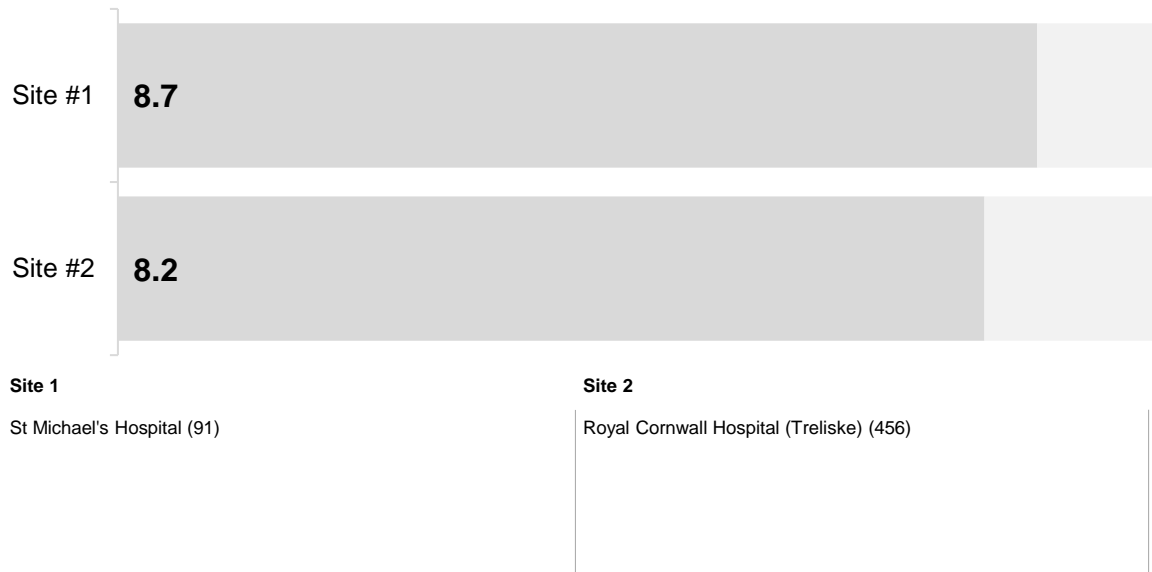 Site #1
8.7
Site #2
8.2
Site 1
St Michael's Hospital (91)
Site 2
Royal Cornwall Hospital (Treliske) (456)